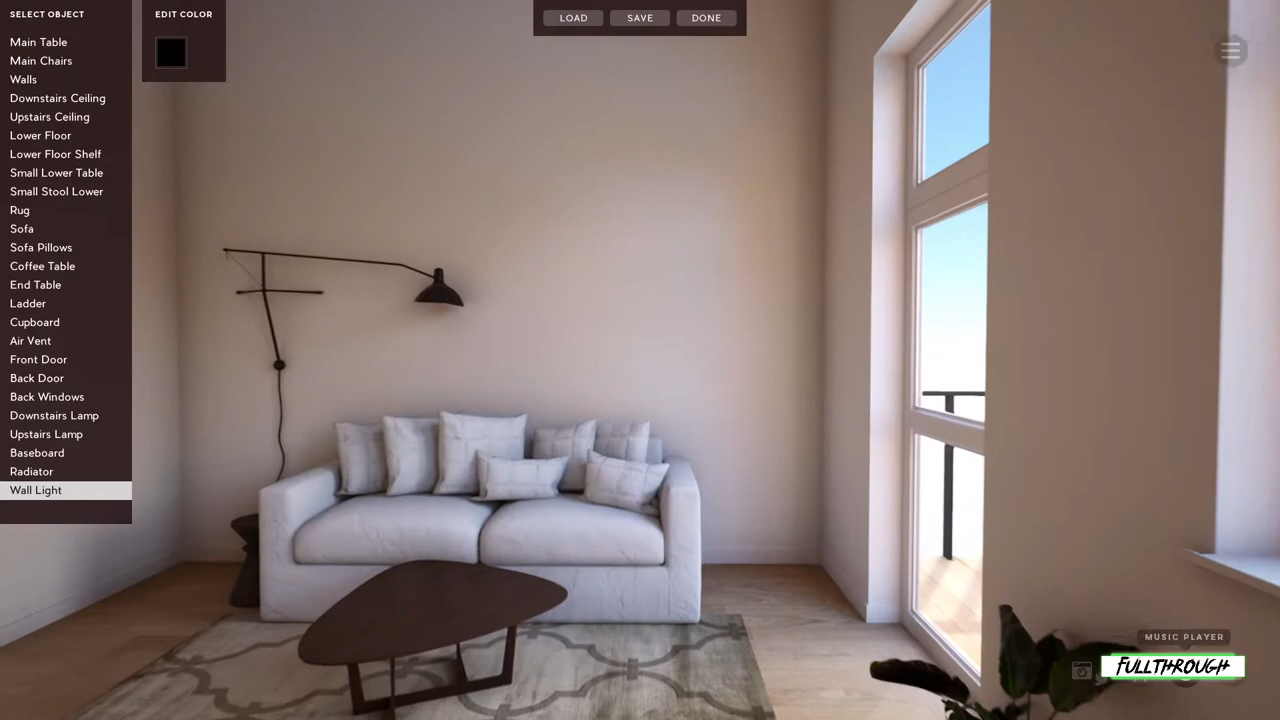 SELECT OBJECT
Main Table
Main Chairs
Walls
Downstairs Ceiling
Upstairs Ceiling
Lower Floor
Lower Floor Shelf
Small Lower Table
Small Stool Lower
Rug
Sofa
Sofa Pillows
Coffee Table
End Table
Ladder
Cupboard
Air Vent
Front Door
Back Door
Back Windows
Downstairs Lamp
Upstairs Lamp
Baseboard
Radiator
Wall Light
EDIT COLOR
LOAD
SAVE
DONE
MUSIC PLAYER
FULLTHROUGH